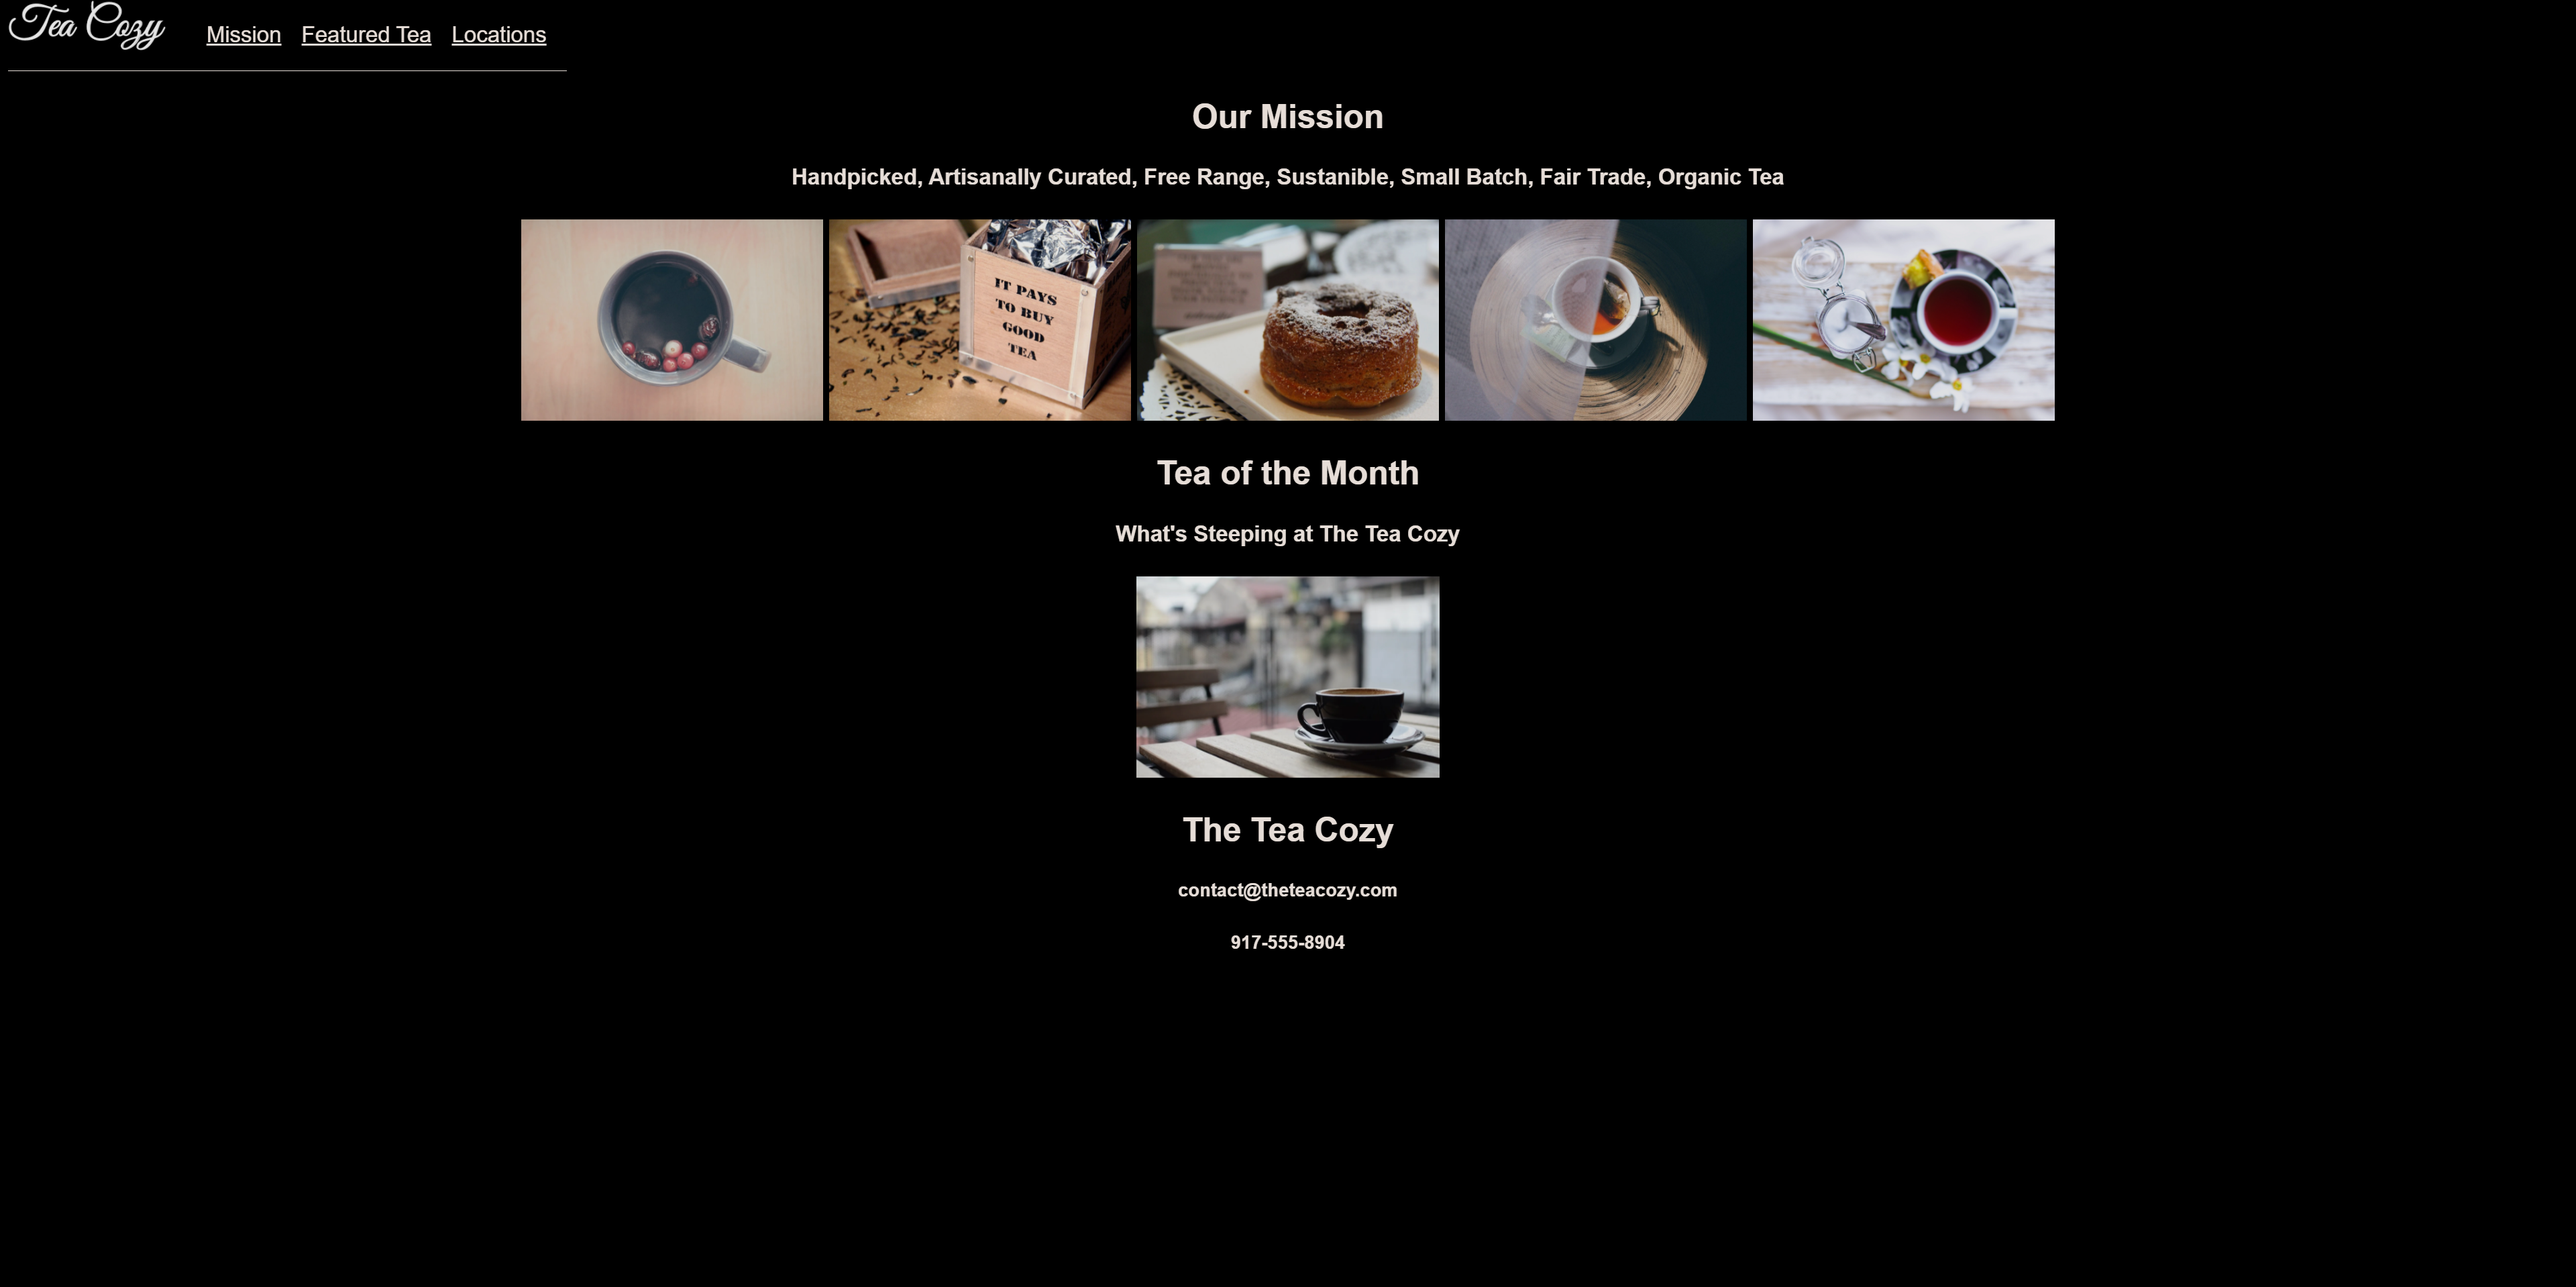 Tea Cozy
Mission Featured Tea Locations
Our Mission
Handpicked, Artisanally Curated, Free Range, Sustanible, Small Batch, Fair Trade, Organic Tea
IT PAYS
TO BUY
GOOD
TEA
Tea of the Month
What's Steeping at The Tea Cozy
The Tea Cozy
contact@theteacozy.com
917-555-8904